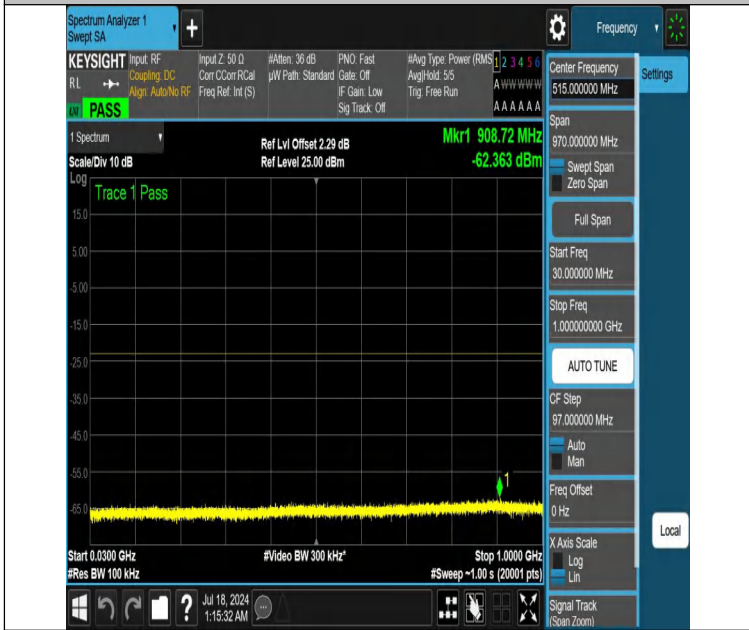 Spectrum Analyzer 1
Swept SA
+
Frequency
KEYSIGHT
RL
PASS
Input: RF
Coupling: DC
Align: Auto/No RF
Input Z: 50 Ω
Corr CCorr RCal
Freq Ref: Int (S)
#Atten: 36 dB
µW Path: Standard
PNO: Fast
Gate: Off
IF Gain: Low
Sig Track: Off
#Avg Type: Power (RMS
Avg|Hold: 5/5
Trig: Free Run
1 2 3 4 5 6
A W W W W W
A A A A A A
1 Spectrum
Scale/Div 10 dB
Ref Lvl Offset 2.29 dB
Ref Level 25.00 dBm
Mkr1 908.72 MHz
-62.363 dBm
Log
Trace 1 Pass
15.0
5.00
-5.00
-15.0
-25.0
-35.0
-45.0
-55.0
-65.0
1
Start 0.0300 GHz
#Res BW 100 kHz
#Video BW 300 kHz*
Stop 1.0000 GHz
#Sweep ~1.00 s (20001 pts)
Center Frequency
515.000000 MHz
Settings
Span
970.000000 MHz
Swept Span
Zero Span
Full Span
Start Freq
30.000000 MHz
Stop Freq
1.000000000 GHz
AUTO TUNE
CF Step
97.000000 MHz
Auto
Man
Freq Offset
0 Hz
Local
X Axis Scale
Log
Lin
Signal Track
(Span Zoom)
?
Jul 18, 2024
1:15:32 AM